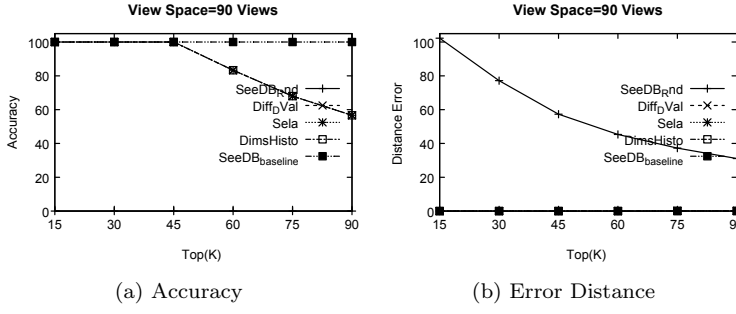 View Space=90 Views
Accuracy
100
80
60
40
20
0
15 30 45 60 75 90
Top(K)
SeeDB_Rnd
Diff_DVal
Sela
DimsHisto
SeeDB_baseline
(a) Accuracy
View Space=90 Views
Distance Error
100
80
60
40
20
0
15 30 45 60 75 90
Top(K)
SeeDB_Rnd
Diff_DVal
Sela
DimsHisto
SeeDB_baseline
(b) Error Distance